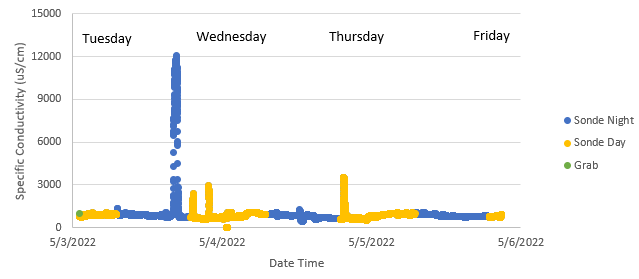 15000
Tuesday
Wednesday
Thursday
Friday
12000
9000
6000
3000
0
5/3/2022
5/4/2022
5/5/2022
5/6/2022
Specific Conductivity (uS/cm)
Date Time
Sonde Night
Sonde Day
Grab